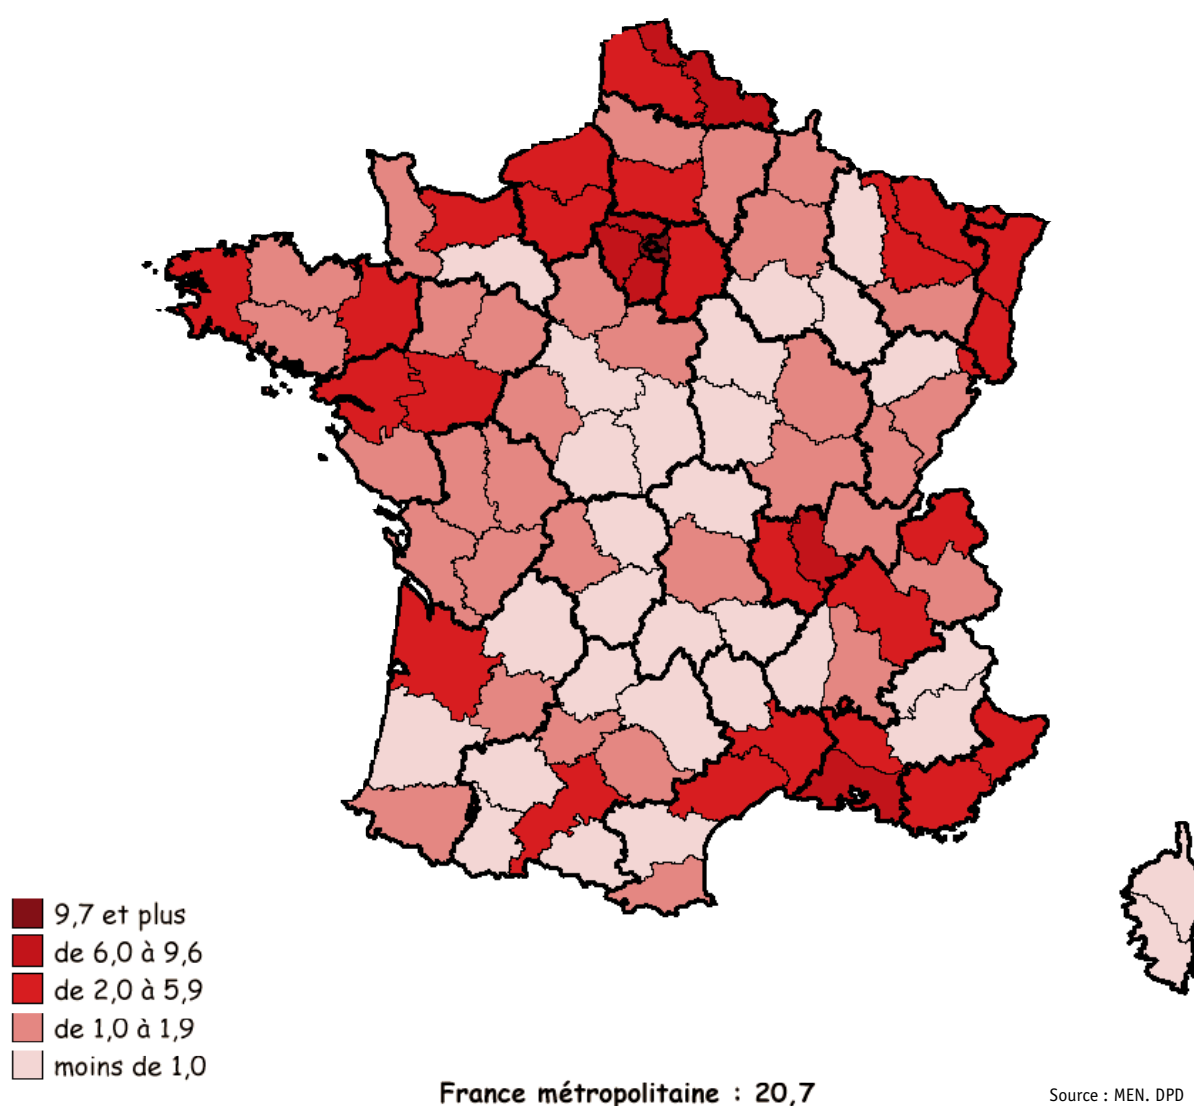 9,7 et plus
de 6,0 à 9,6
de 2,0 à 5,9
de 1,0 à 1,9
moins de 1,0
France métropolitaine : 20,7
Source : MEN. DPD